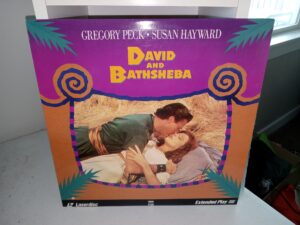 GREGORY PECK • SUSAN HAYWARD
DAVID
AND
BATHSHEBA
LaserDisc
Extended Play